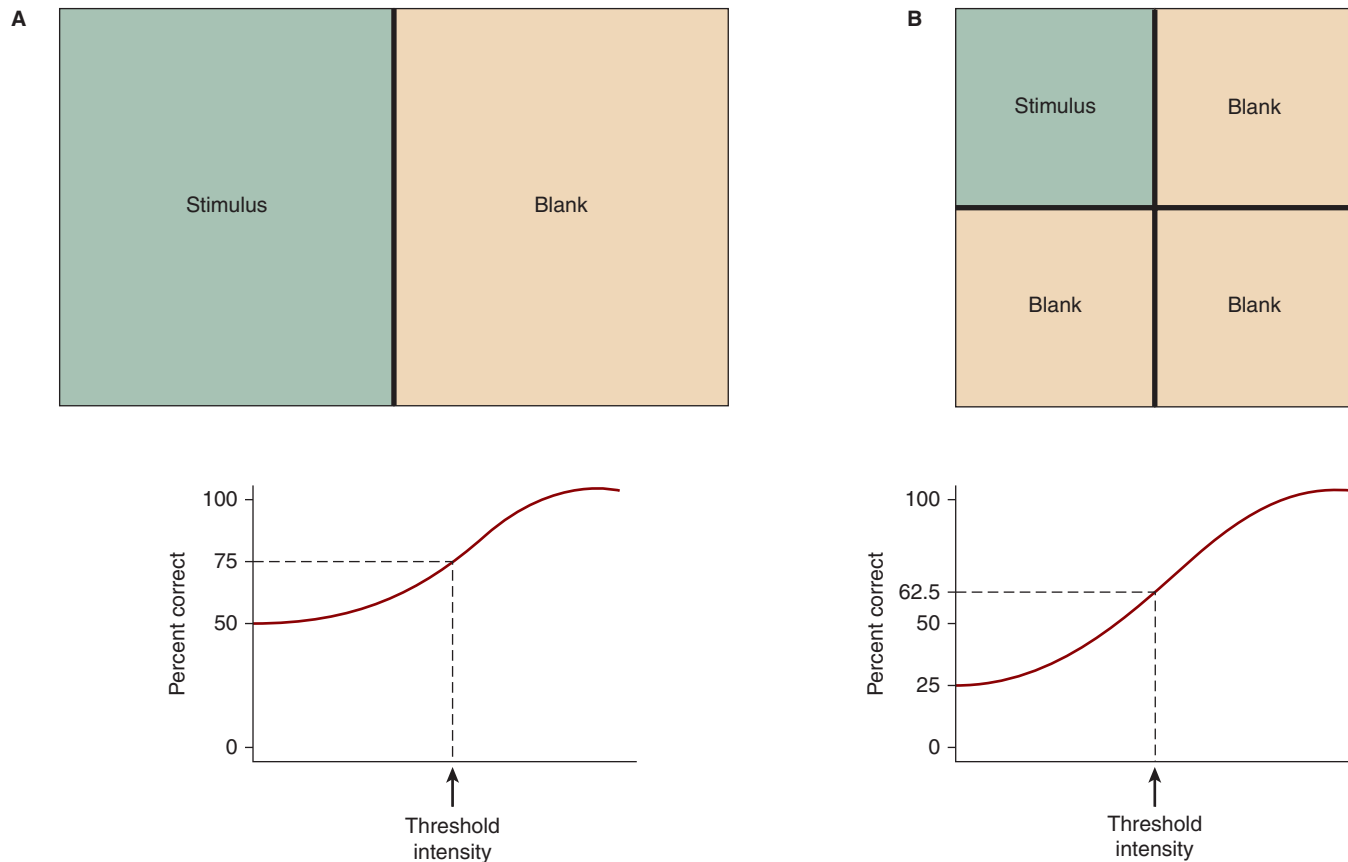 A
Stimulus
Blank
B
Stimulus
Blank
Blank
Blank
Percent correct
100
75
50
0
Threshold
intensity
Percent correct
100
62.5
50
25
0
Threshold
intensity